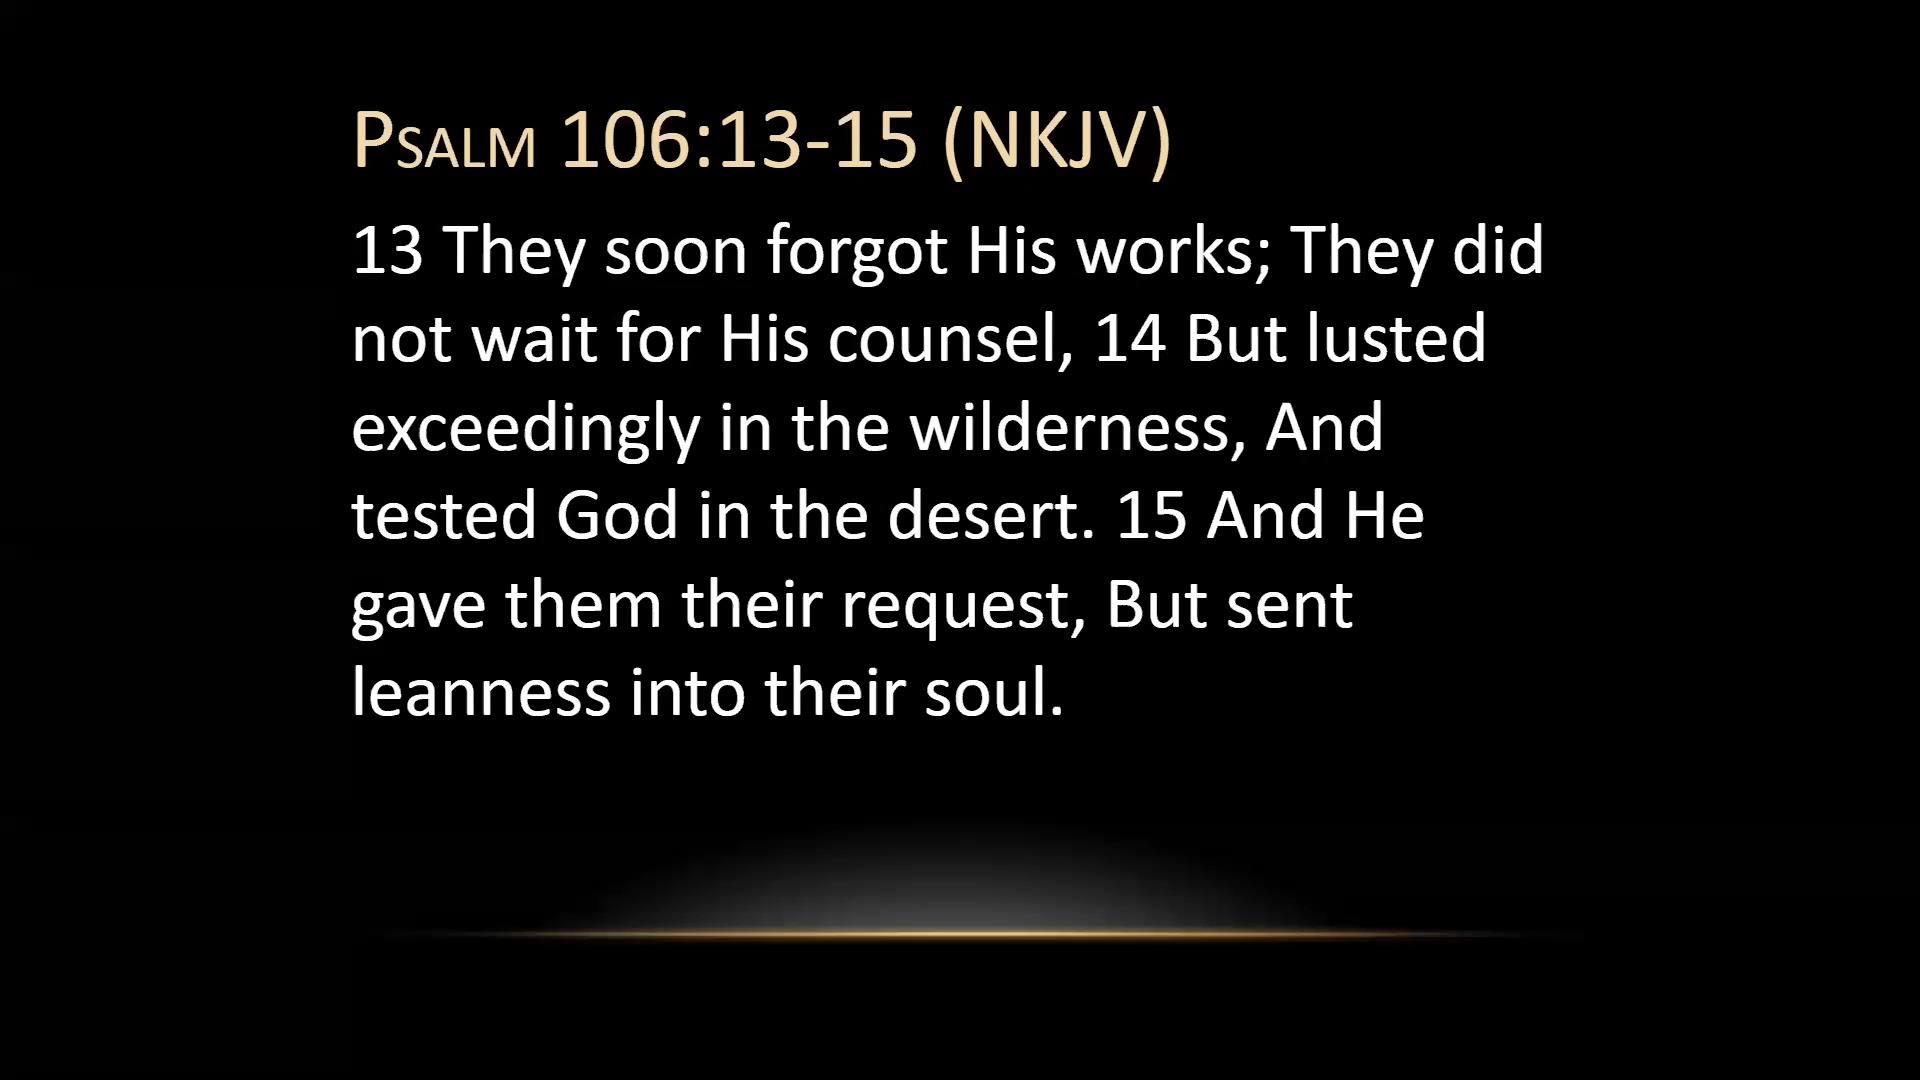 Psalm 106:13-15 (NKJV)
13 They soon forgot His works; They did
not wait for His counsel, 14 But lusted
exceedingly in the wilderness, And
tested God in the desert. 15 And He
gave them their request, But sent
leanness into their soul.